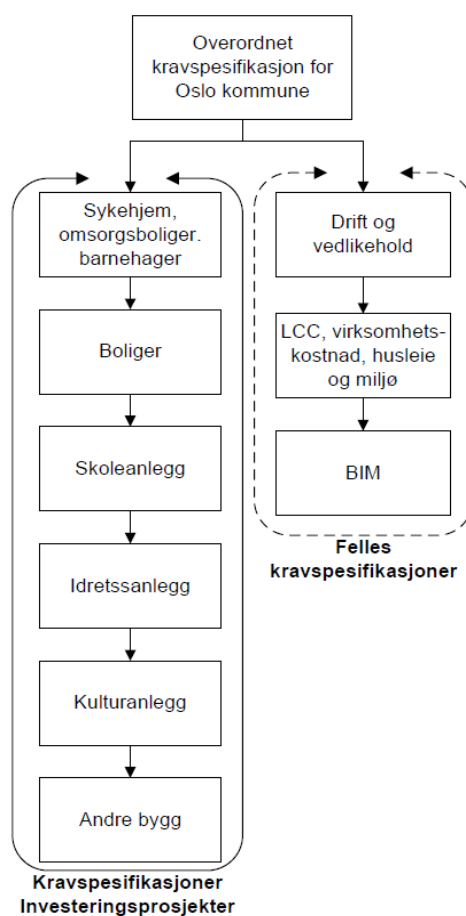 Overordnet
kravspesifikasjon for
Oslo kommune
Sykehjem,
omsorgsboliger.
barnehager
Boliger
Skoleanlegg
Idretssanlegg
Kulturanlegg
Andre bygg
Kravspesifikasjoner
Investeringsprosjekter
Drift og
vedlikehold
LCC, virksomhets-
kostnad, husleie
og miljø
BIM
Felles
kravspesifikasjoner